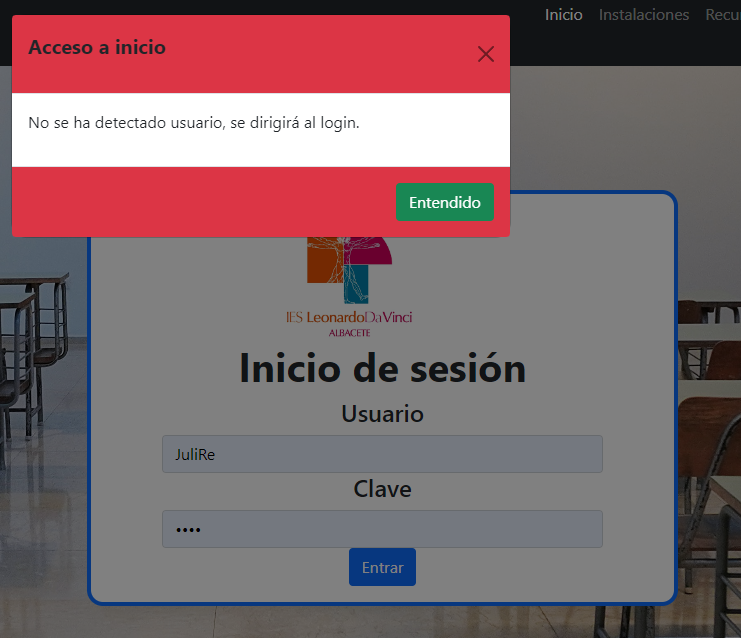 Inicio Instalaciones
Acceso a inicio
No se ha detectado usuario, se dirigirá al login.
Entendido
IES LeonardoDaVinci
ALBACETE
Inicio de sesión
Usuario
JuliRe
Clave
••••
Entrar